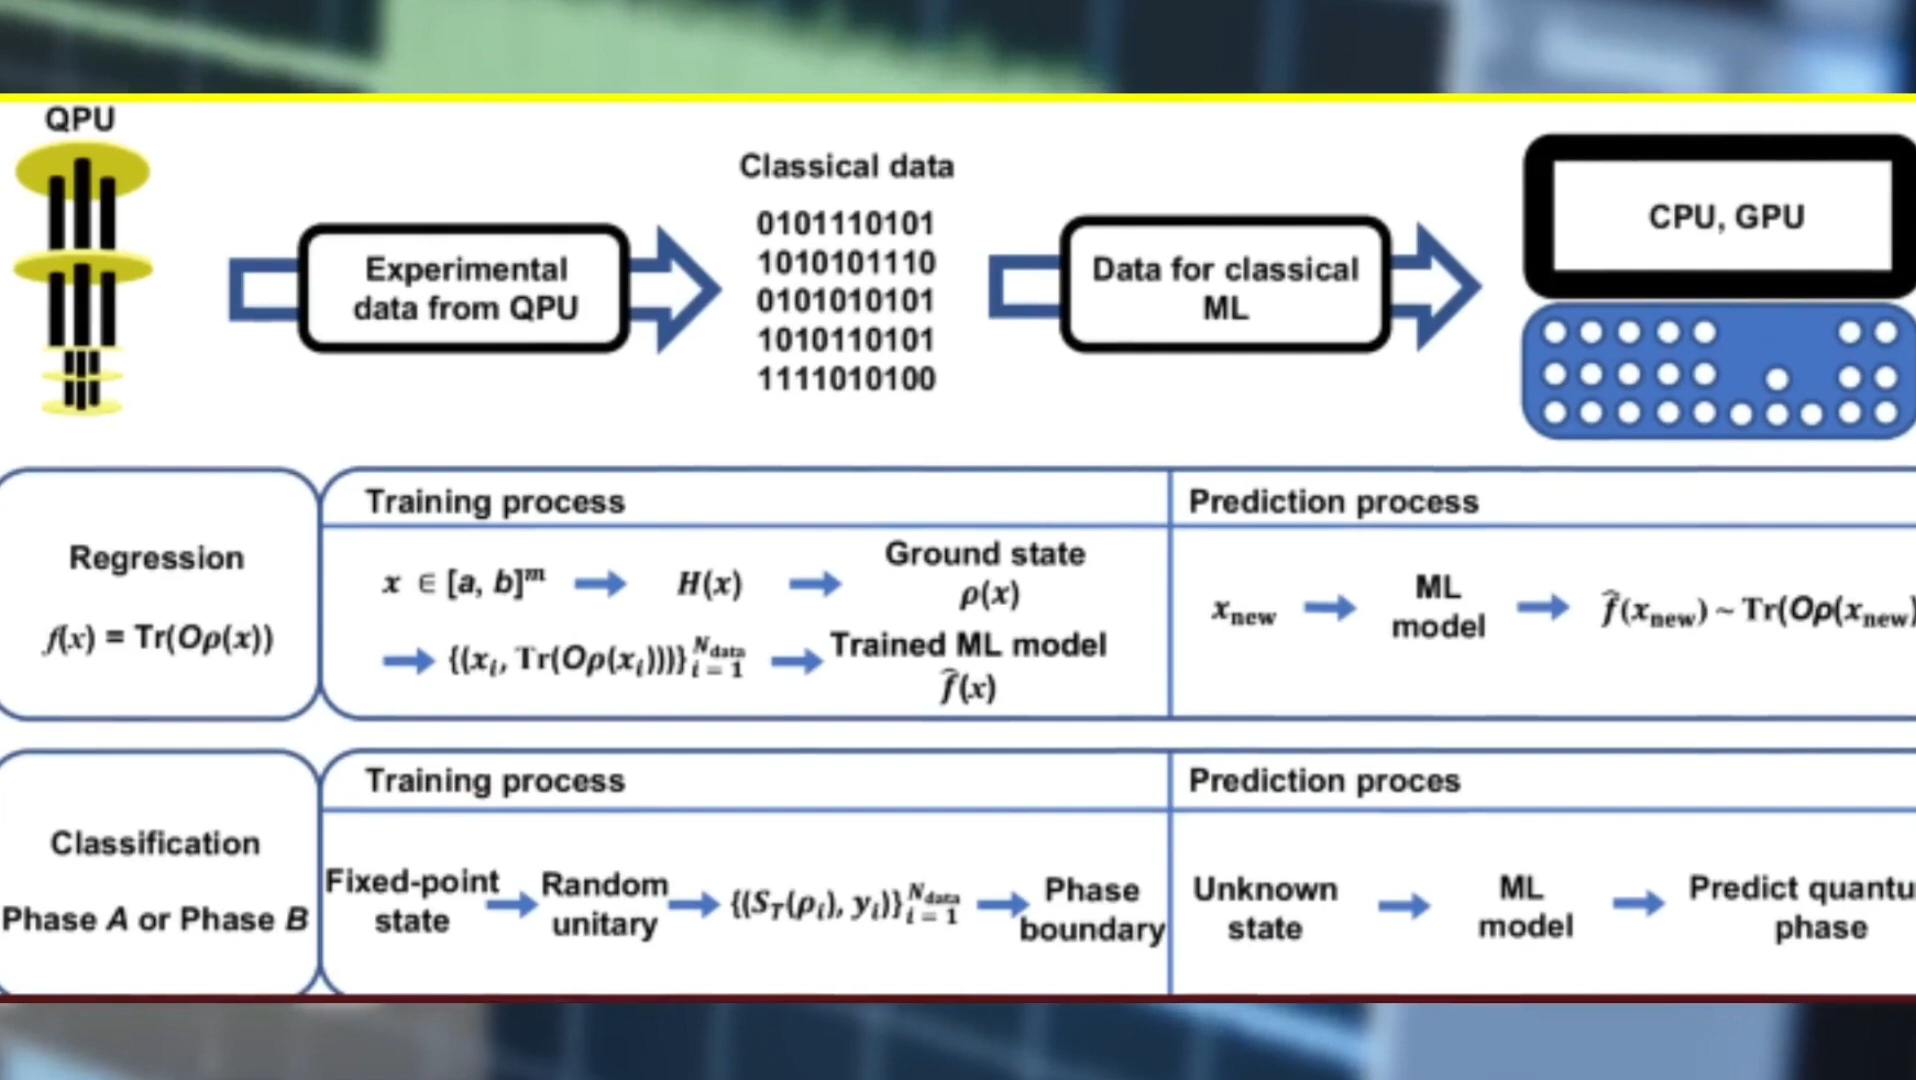 QPU
Experimental
data from QPU
Classical data
0101110101
1010101110
0101010101
1010110101
1111010100
Data for classical
ML
CPU, GPU
Regression
f(x) = Tr(Oρ(x))
Training process
x ∈ [a, b]^m
H(x)
Ground state
ρ(x)
{(x_i, Tr(Oρ(x_i)))}_{i = 1}^{N_data}
Trained ML model
f̂(x)
Prediction process
x_new
ML
model
f̂(x_new) ~ Tr(Oρ(x_new)
Classification
Phase A or Phase B
Training process
Fixed-point
state
Random
unitary
{(S_T(ρ_i), y_i)}_{i = 1}^{N_data}
Phase
boundary
Prediction proces
Unknown
state
ML
model
Predict quantu
phase